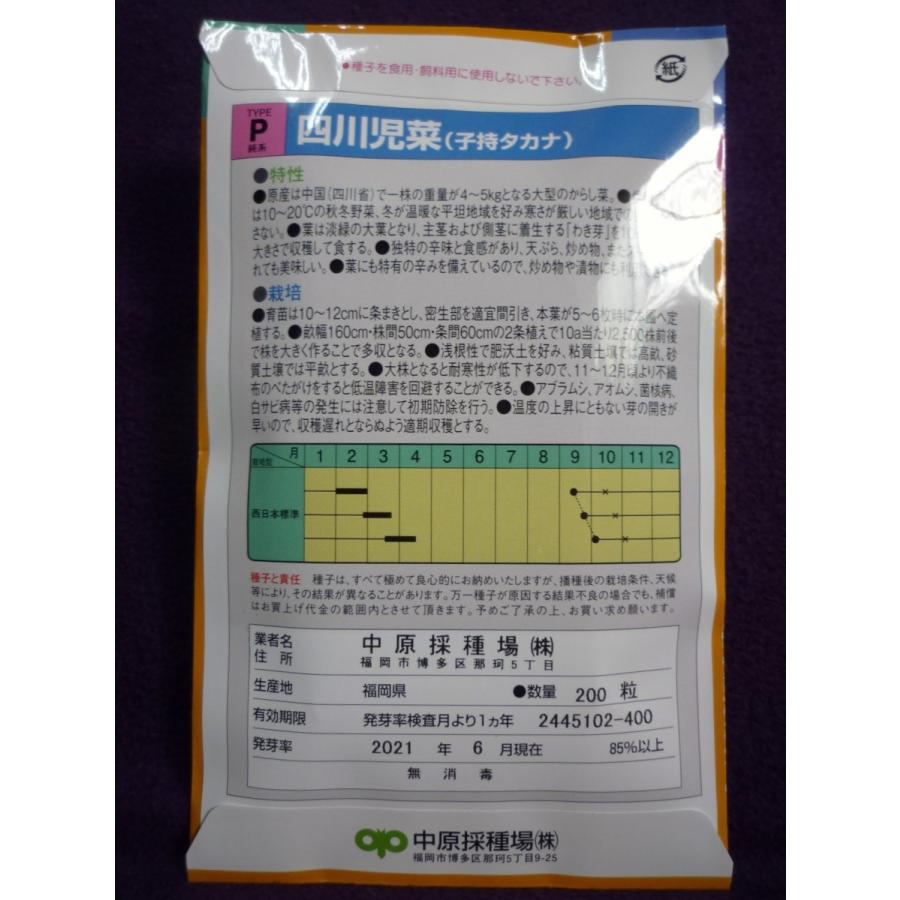 ●種子を食用・飼料用に使用しないで下さい。
紙
TYPE
P
純系
四川児菜(子持タカナ)
●特性
●原産は中国(四川省)で一株の重量が4〜5kgとなる大型のからし菜。●
は10〜20℃の秋冬野菜、冬が温暖な平坦地域を好み寒さが厳しい地域での
さない。●葉は淡緑の大葉となり、主茎および側茎に着生する「わき芽」を
大きさで収穫して食する。●独特の辛味と食感があり、天ぷら、炒め物、また
れても美味しい。●葉にも特有の辛みを備えているので、炒め物や漬物にも利用
●栽培
●育苗は10〜12cmに条まきとし、密生部を適宜間引き、本葉が5〜6枚時に本圃へ定
植する。●畝幅160cm・株間50cm・条間60cmの2条植えで10a当たり2,500株前後
で株を大きく作ることで多収となる。●浅根性で肥沃土を好み、粘質土壌では高畝、砂
質土壌では平畝とする。●大株となると耐寒性が低下するので、11〜12月頃より不織
布のべたがけをすると低温障害を回避することができる。●アブラムシ、アオムシ、菌核病、
白サビ病等の発生には注意して初期防除を行う。●温度の上昇にともない芽の開きが
早いので、収穫遅れとならぬよう適期収穫とする。
月 1 2 3 4 5 6 7 8 9 10 11 12
栽培型
西日本標準
種子と責任 種子は、すべて極めて良心的にお納めいたしますが、播種後の栽培条件、天候
等により、その結果が異なることがあります。万一種子が原因する結果不良の場合でも、補償
はお買上げ代金の範囲内とさせて頂きます。予めご了承の上、お買い求め願います。
業者名 中原採種場㈱
住所 福岡市博多区那珂5丁目
生産地 福岡県 ●数量 200 粒
有効期限 発芽率検査月より1ヵ年 2445102-400
発芽率 2021 年 6 月現在 85%以上
無消毒
中原採種場㈱
福岡市博多区那珂5丁目9-25